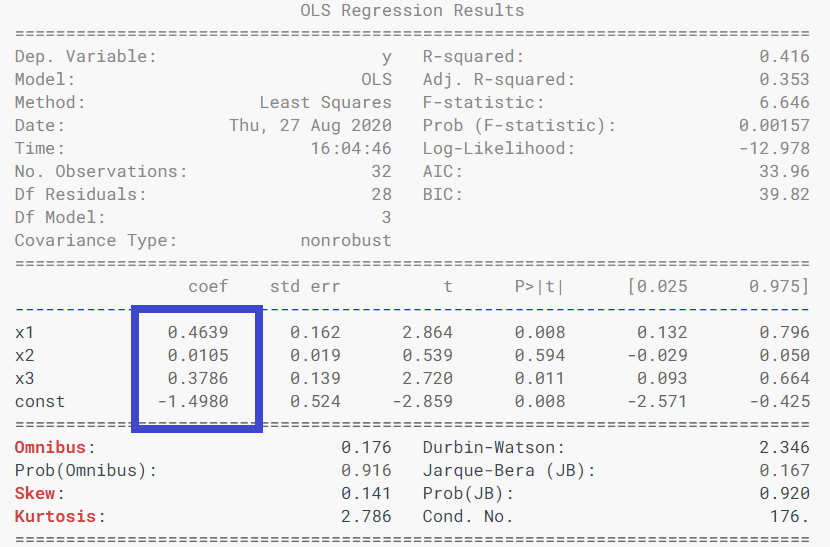 OLS Regression Results
==============================================================================
Dep. Variable: y R-squared: 0.416
Model: OLS Adj. R-squared: 0.353
Method: Least Squares F-statistic: 6.646
Date: Thu, 27 Aug 2020 Prob (F-statistic): 0.00157
Time: 16:04:46 Log-Likelihood: -12.978
No. Observations: 32 AIC: 33.96
Df Residuals: 28 BIC: 39.82
Df Model: 3
Covariance Type: nonrobust
==============================================================================
coef std err t P>|t| [0.025 0.975]
------------------------------------------------------------------------------
x1 0.4639 0.162 2.864 0.008 0.132 0.796
x2 0.0105 0.019 0.539 0.594 -0.029 0.050
x3 0.3786 0.139 2.720 0.011 0.093 0.664
const -1.4980 0.524 -2.859 0.008 -2.571 -0.425
==============================================================================
Omnibus: 0.176 Durbin-Watson: 2.346
Prob(Omnibus): 0.916 Jarque-Bera (JB): 0.167
Skew: 0.141 Prob(JB): 0.920
Kurtosis: 2.786 Cond. No. 176.
==============================================================================